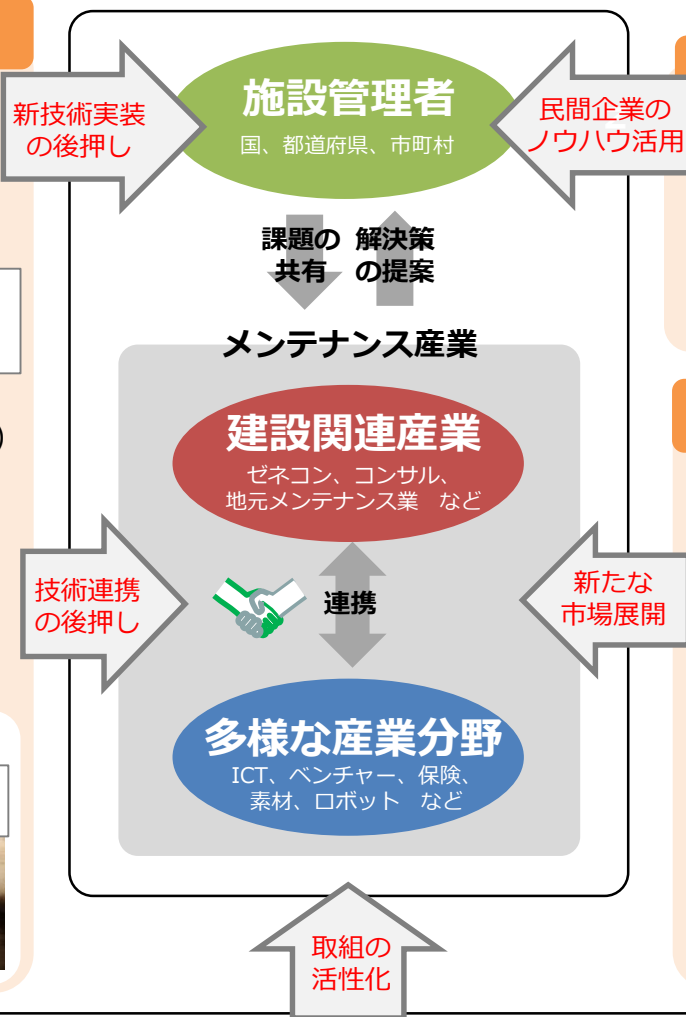 施設管理者
国、都道府県、市町村
新技術実装
の後押し
民間企業の
ノウハウ活用
課題の
共有
解決策
の提案
メンテナンス産業
建設関連産業
ゼネコン、コンサル、
地元メンテナンス業　など
技術連携
の後押し
連携
新たな
市場展開
多様な産業分野
ICT、ベンチャー、保険、
素材、ロボット　など
取組の
活性化